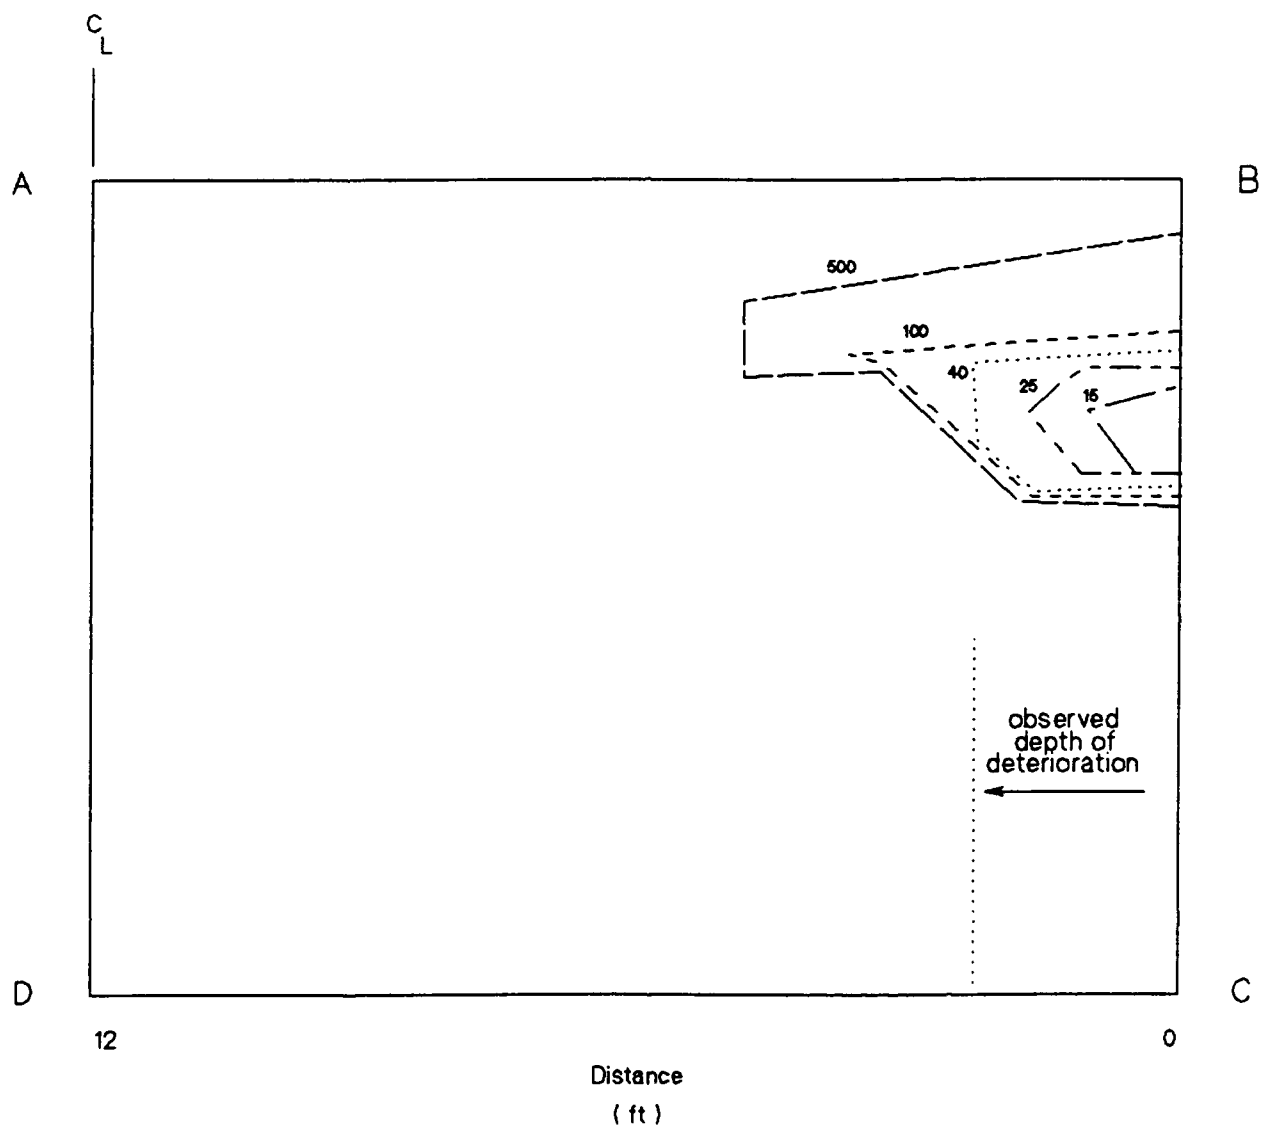 C
L
A
B
500
100
40
25
15
observed
depth of
deterioration
D
C
12
0
Distance
( ft )